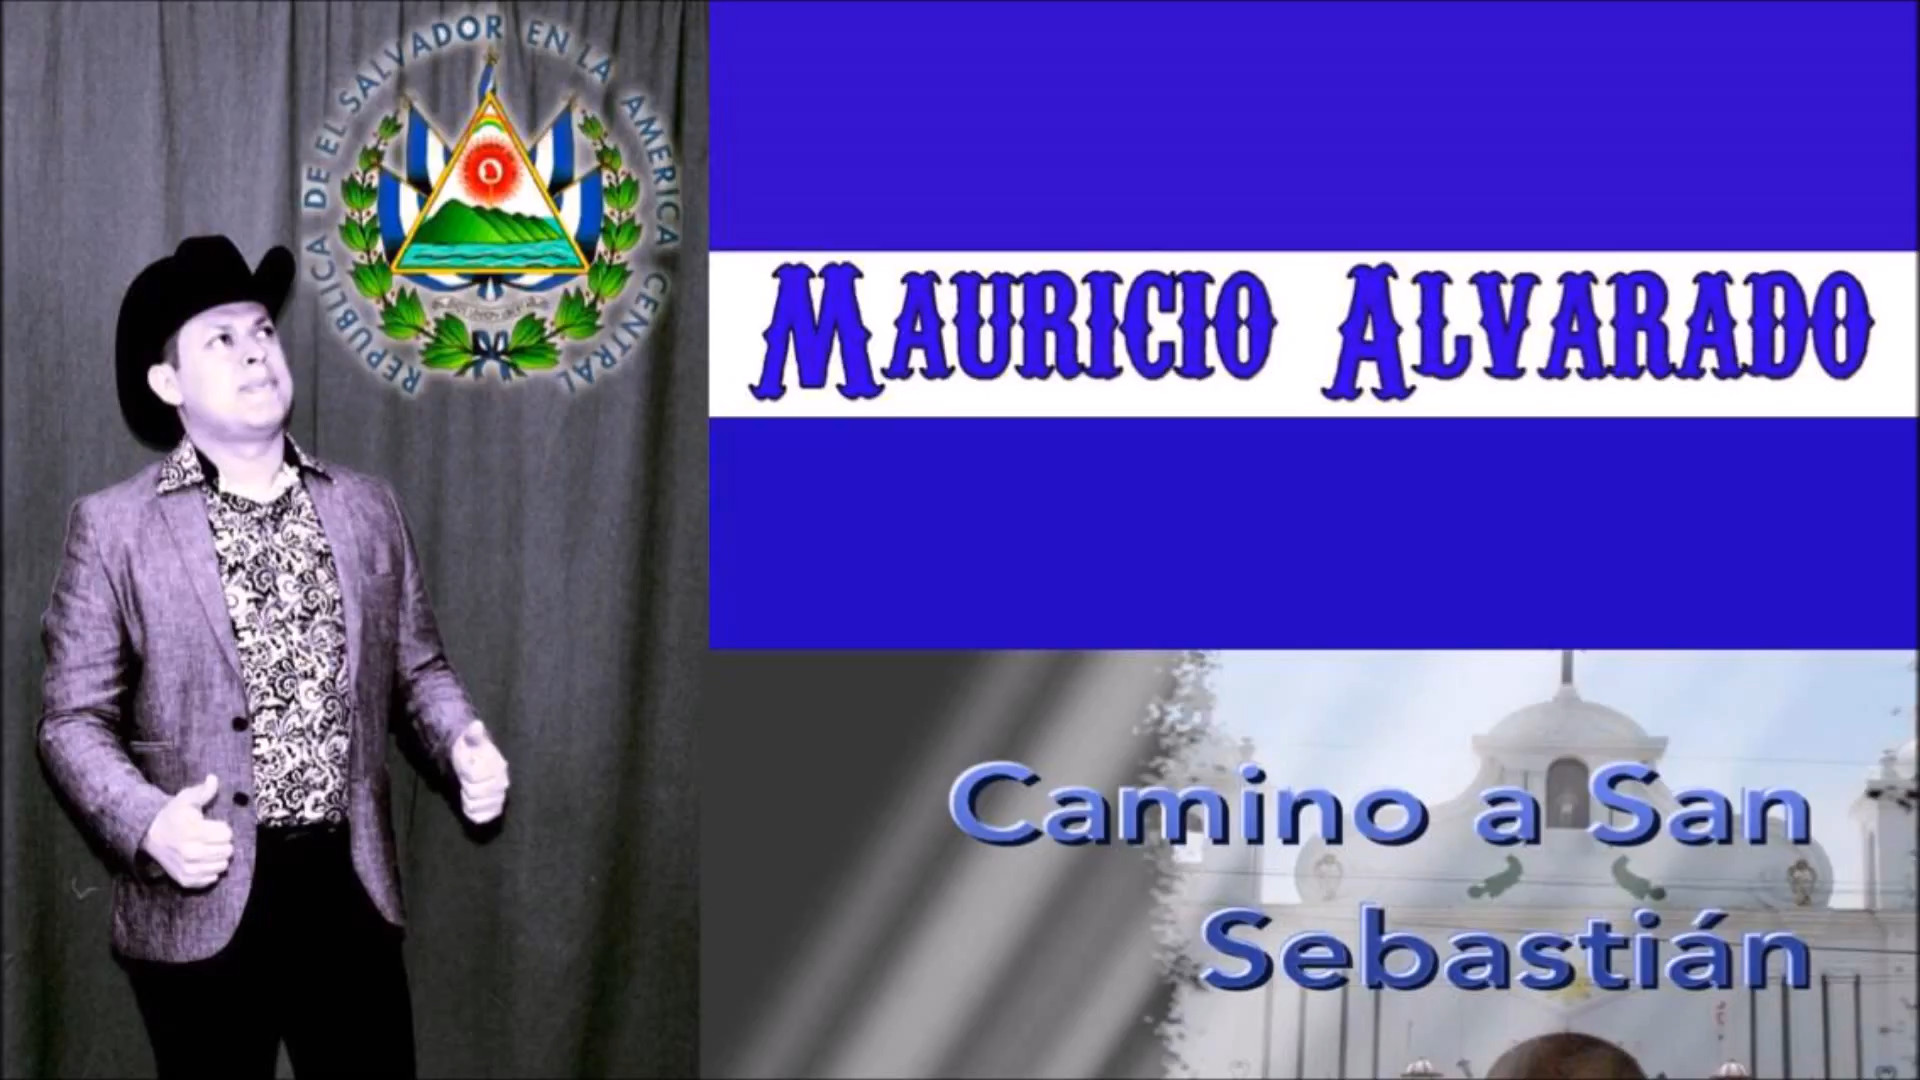 REPUBLICA DE EL SALVADOR EN LA AMERICA CENTRAL
MAURICIO ALVARADO
Camino a San
Sebastián